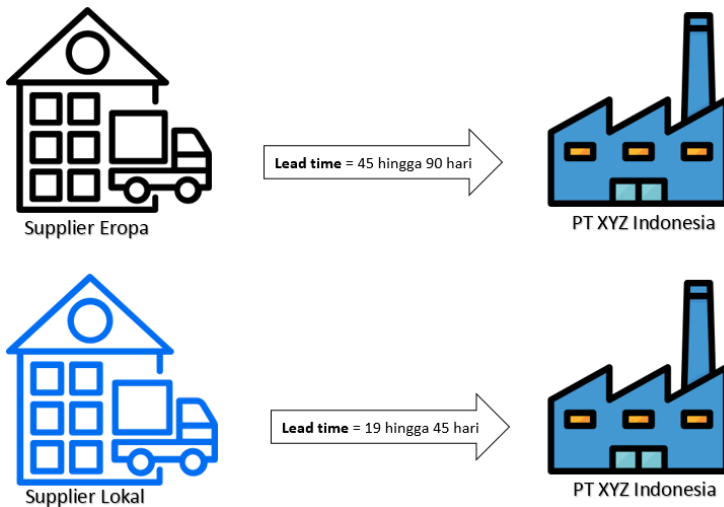 Lead time = 45 hingga 90 hari
Supplier Eropa
PT XYZ Indonesia
Lead time = 19 hingga 45 hari
Supplier Lokal
PT XYZ Indonesia